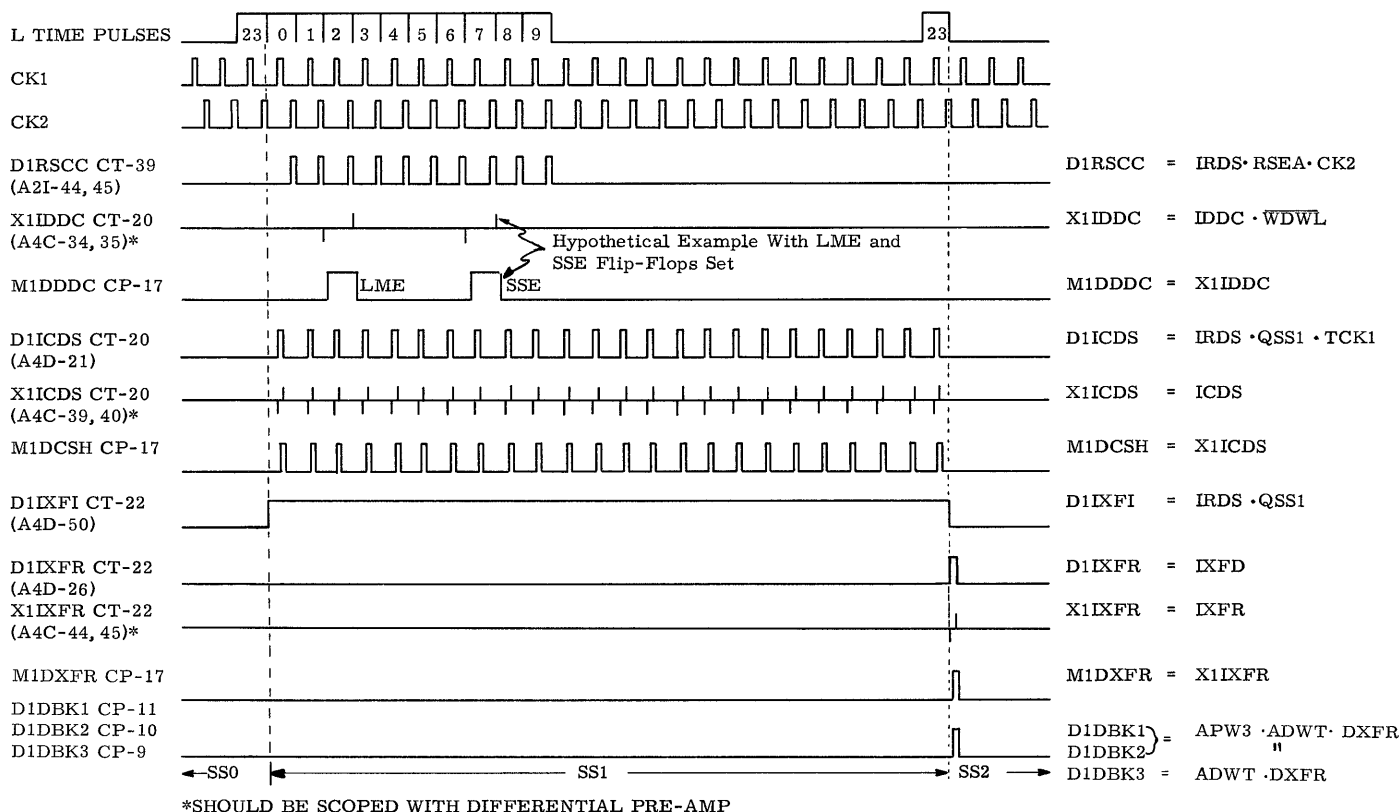 L TIME PULSES 23 0 1 2 3 4 5 6 7 8 9 23
CK1
CK2
D1RSCC CT-39 D1RSCC = IRDS·RSEA·CK2
(A2I-44, 45)
X1IDDC CT-20 X1IDDC = IDDC · W̅D̅W̅L̅
(A4C-34, 35)*
Hypothetical Example With LME and
SSE Flip-Flops Set
M1DDDC CP-17 LME SSE M1DDDC = X1IDDC
D1ICDS CT-20 D1ICDS = IRDS ·QSS1 · TCK1
(A4D-21)
X1ICDS CT-20 X1ICDS = ICDS
(A4C-39, 40)*
M1DCSH CP-17 M1DCSH = X1ICDS
D1IXFI CT-22 D1IXFI = IRDS ·QSS1
(A4D-50)
D1IXFR CT-22 D1IXFR = IXFD
(A4D-26)
X1IXFR CT-22 X1IXFR = IXFR
(A4C-44, 45)*
M1DXFR CP-17 M1DXFR = X1IXFR
D1DBK1 CP-11
D1DBK2 CP-10 D1DBK1 = APW3 ·ADWT· DXFR
D1DBK3 CP-9 D1DBK2 "
SS0 SS1 SS2 D1DBK3 = ADWT ·DXFR
*SHOULD BE SCOPED WITH DIFFERENTIAL PRE-AMP